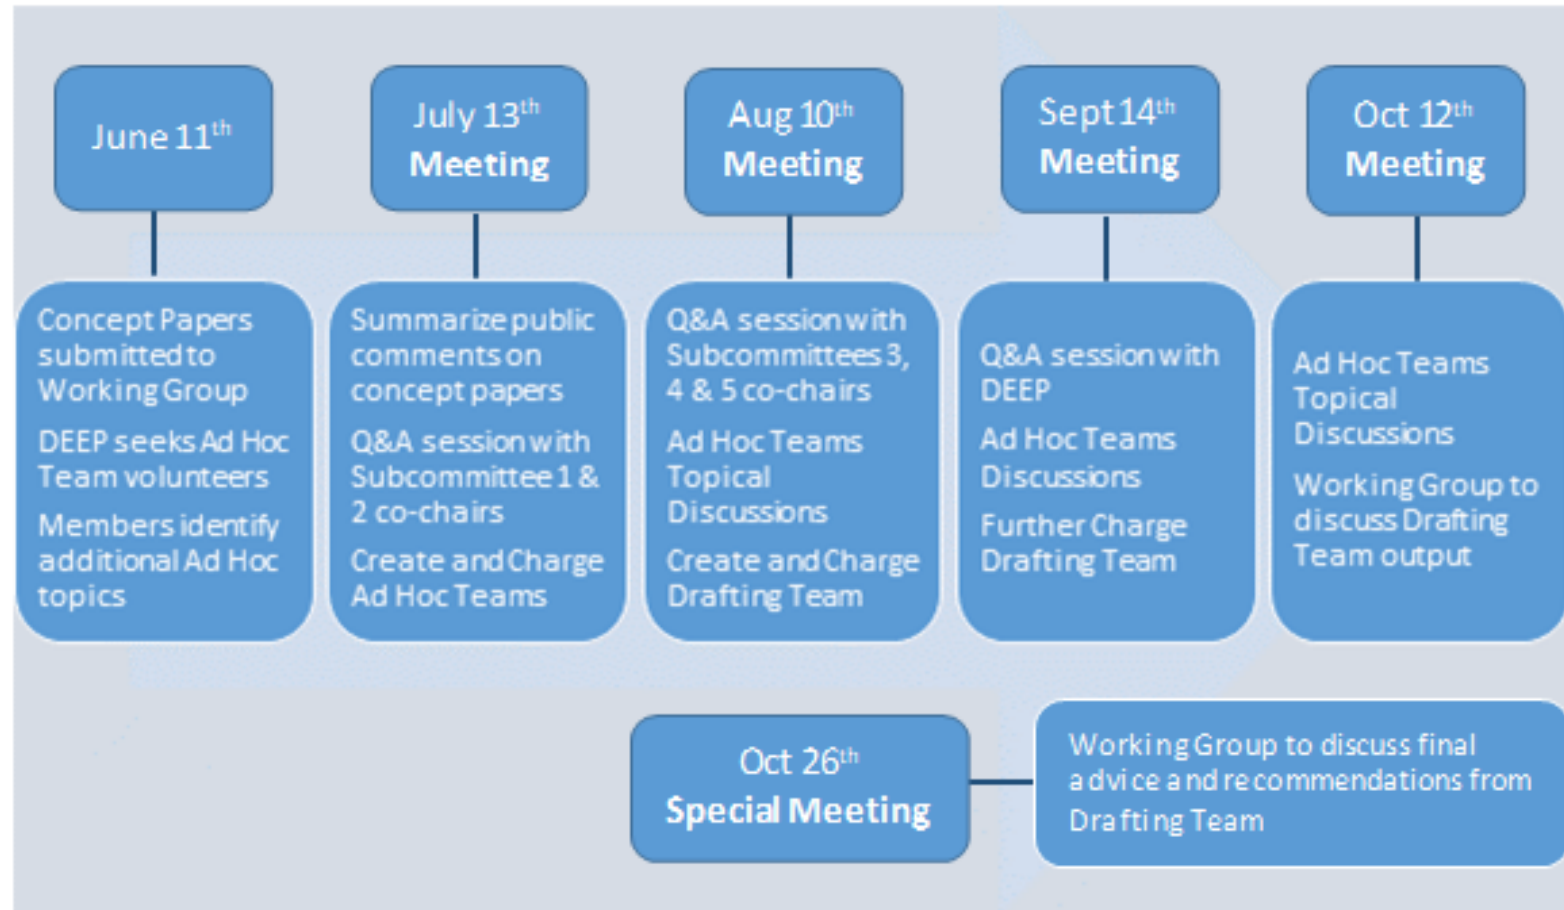 June 11th
July 13th
Meeting
Aug 10th
Meeting
Sept 14th
Meeting
Oct 12th
Meeting
Concept Papers
submitted to
Working Group
DEEP seeks Ad Hoc
Team volunteers
Members identify
additional Ad Hoc
topics
Summarize public
comments on
concept papers
Q&A session with
Subcommittee 1 &
2 co-chairs
Create and Charge
Ad Hoc Teams
Q&A session with
Subcommittees 3,
4 & 5 co-chairs
Ad Hoc Teams
Topical
Discussions
Create and Charge
Drafting Team
Q&A session with
DEEP
Ad Hoc Teams
Discussions
Further Charge
Drafting Team
Ad Hoc Teams
Topical
Discussions
Working Group to
discuss Drafting
Team output
Oct 26th
Special Meeting
Working Group to discuss final
advice and recommendations from
Drafting Team